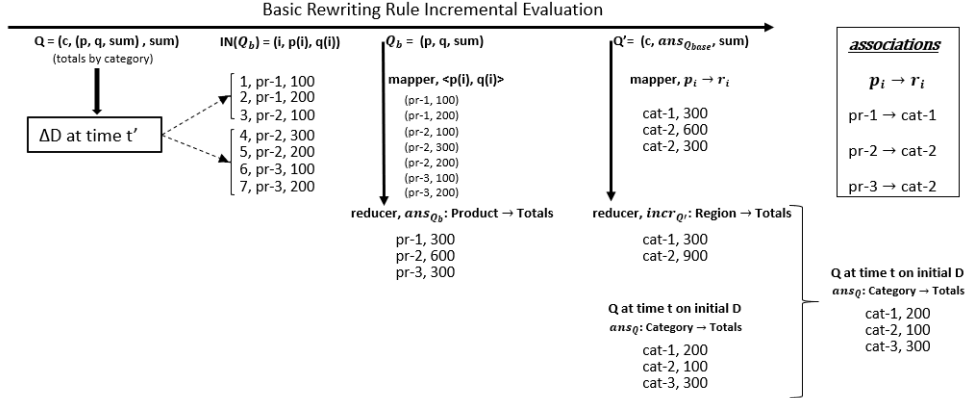 Basic Rewriting Rule Incremental Evaluation
Q = (c, (p, q, sum) , sum)
(totals by category)
ΔD at time t’
IN(Q_b) = (i, p(i), q(i))
1, pr-1, 100
2, pr-1, 200
3, pr-2, 100
4, pr-2, 300
5, pr-2, 200
6, pr-3, 100
7, pr-3, 200
Q_b = (p, q, sum)
mapper, <p(i), q(i)>
(pr-1, 100)
(pr-1, 200)
(pr-2, 100)
(pr-2, 300)
(pr-2, 200)
(pr-3, 100)
(pr-3, 200)
reducer, ans_{Q_b}: Product → Totals
pr-1, 300
pr-2, 600
pr-3, 300
Q’= (c, ans_{Q_{base}}, sum)
mapper, p_i → r_i
cat-1, 300
cat-2, 600
cat-2, 300
reducer, incr_{Q'}: Region → Totals
cat-1, 300
cat-2, 900
Q at time t on initial D
ans_Q: Category → Totals
cat-1, 200
cat-2, 100
cat-3, 300
associations
p_i → r_i
pr-1 → cat-1
pr-2 → cat-2
pr-3 → cat-2
Q at time t on initial D
ans_Q: Category → Totals
cat-1, 200
cat-2, 100
cat-3, 300